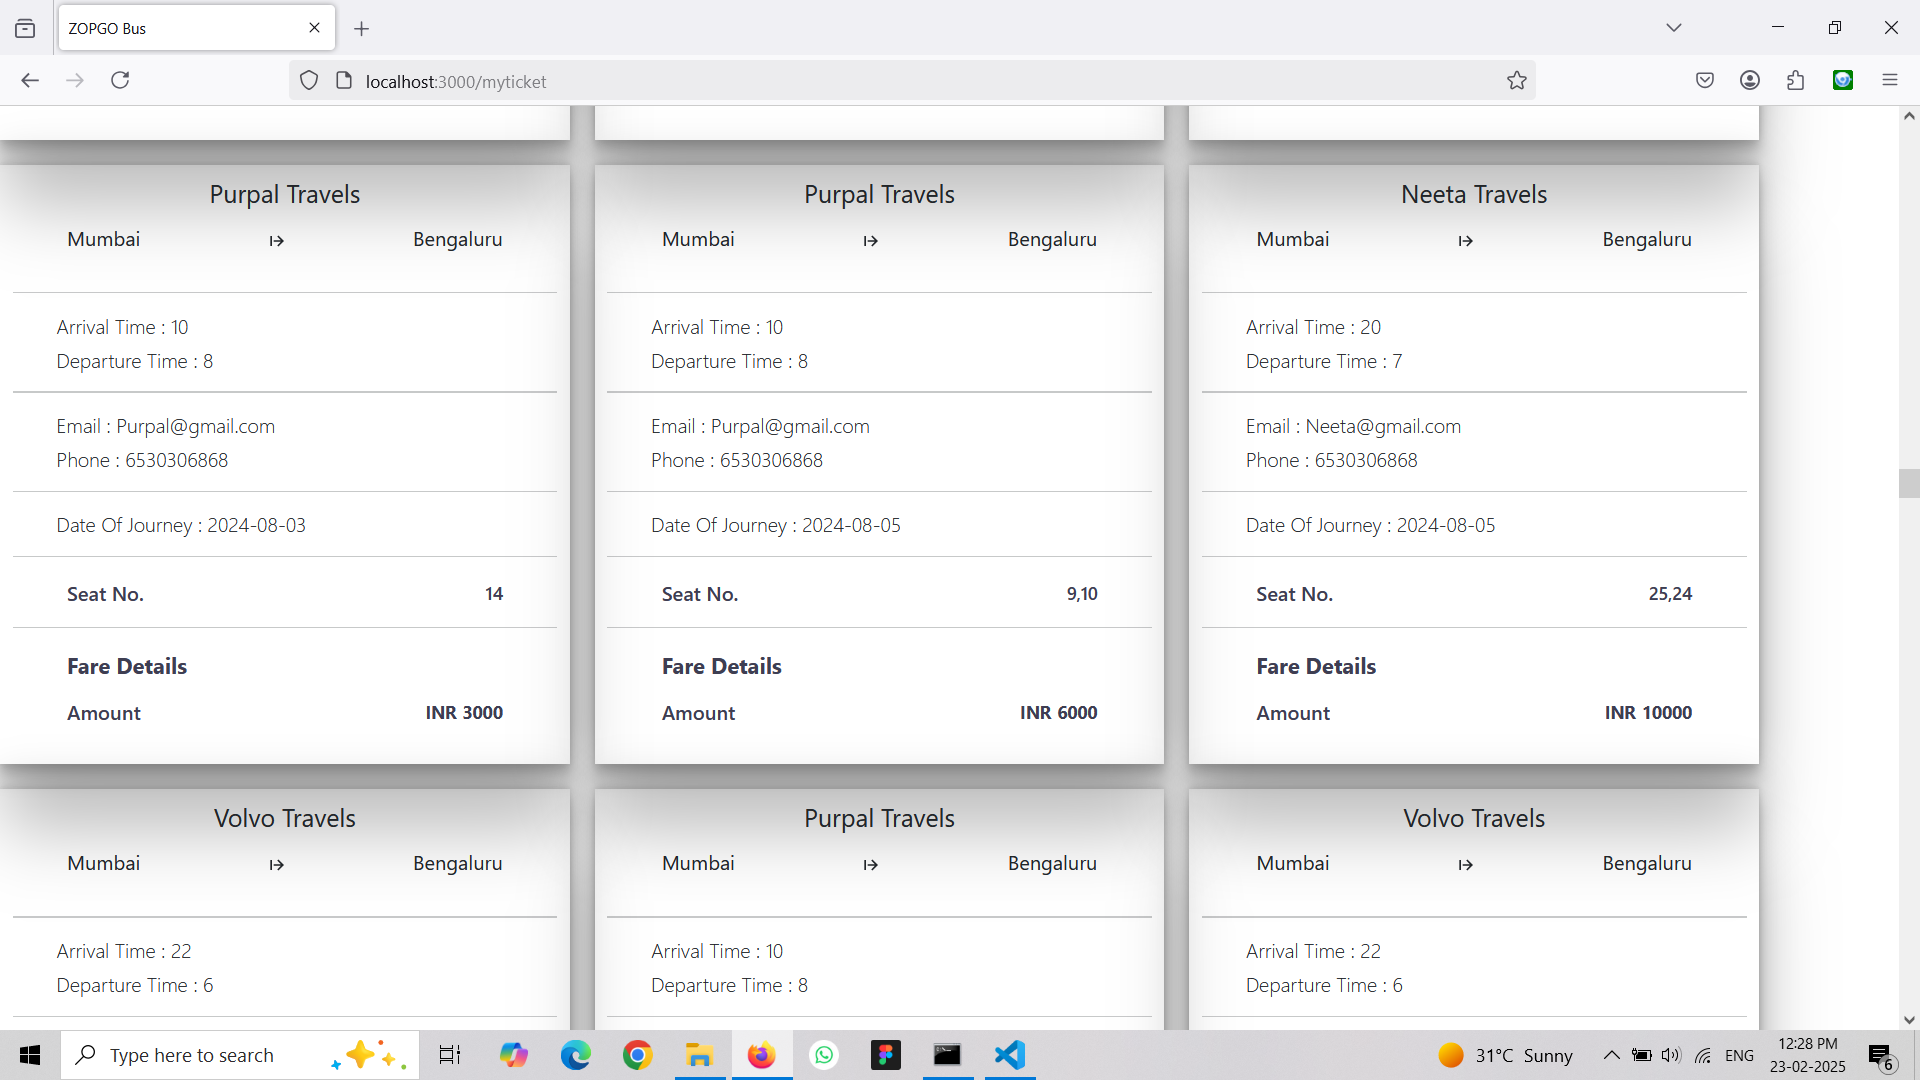 ZOPGO Bus
localhost:3000/myticket
Purpal Travels
Mumbai Bengaluru
Arrival Time : 10
Departure Time : 8
Email : Purpal@gmail.com
Phone : 6530306868
Date Of Journey : 2024-08-03
Seat No. 14
Fare Details
Amount INR 3000
Purpal Travels
Mumbai Bengaluru
Arrival Time : 10
Departure Time : 8
Email : Purpal@gmail.com
Phone : 6530306868
Date Of Journey : 2024-08-05
Seat No. 9,10
Fare Details
Amount INR 6000
Neeta Travels
Mumbai Bengaluru
Arrival Time : 20
Departure Time : 7
Email : Neeta@gmail.com
Phone : 6530306868
Date Of Journey : 2024-08-05
Seat No. 25,24
Fare Details
Amount INR 10000
Volvo Travels
Mumbai Bengaluru
Arrival Time : 22
Departure Time : 6
Purpal Travels
Mumbai Bengaluru
Arrival Time : 10
Departure Time : 8
Volvo Travels
Mumbai Bengaluru
Arrival Time : 22
Departure Time : 6
Type here to search
31°C Sunny
ENG
12:28 PM
23-02-2025
6